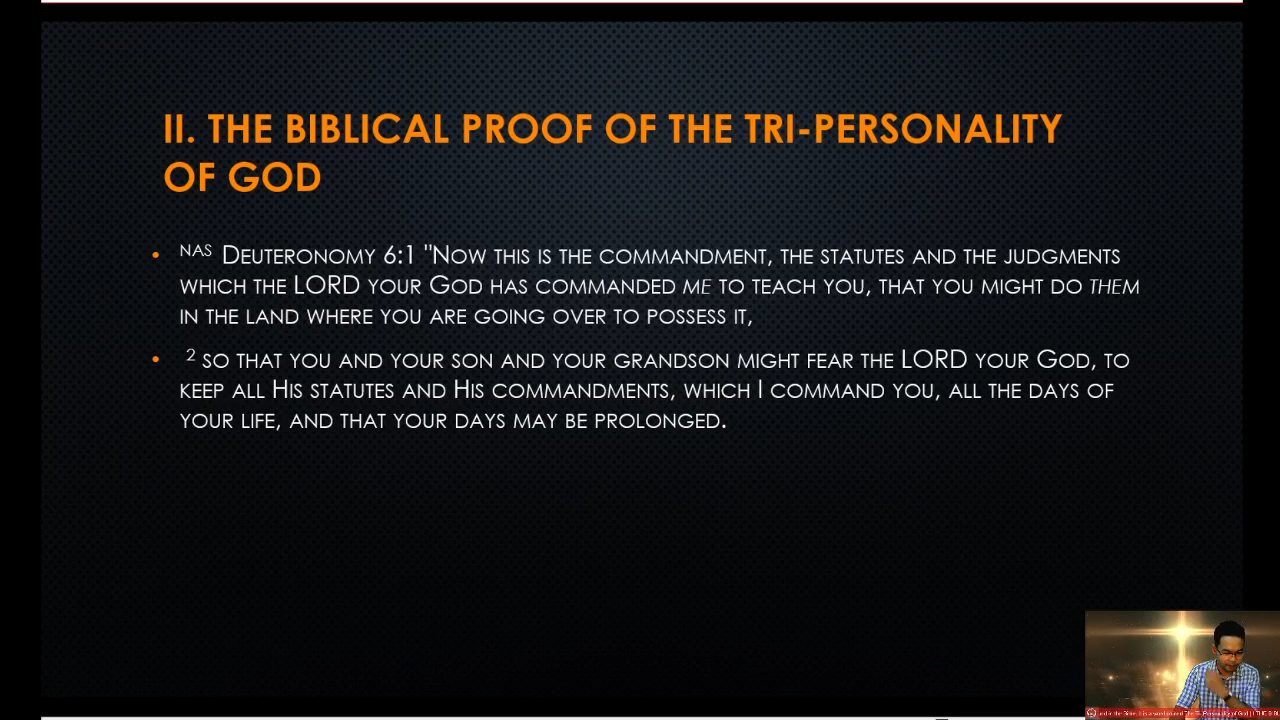 II. THE BIBLICAL PROOF OF THE TRI-PERSONALITY
OF GOD
• NAS DEUTERONOMY 6:1 "NOW THIS IS THE COMMANDMENT, THE STATUTES AND THE JUDGMENTS
WHICH THE LORD YOUR GOD HAS COMMANDED ME TO TEACH YOU, THAT YOU MIGHT DO THEM
IN THE LAND WHERE YOU ARE GOING OVER TO POSSESS IT,
• 2 SO THAT YOU AND YOUR SON AND YOUR GRANDSON MIGHT FEAR THE LORD YOUR GOD, TO
KEEP ALL HIS STATUTES AND HIS COMMANDMENTS, WHICH I COMMAND YOU, ALL THE DAYS OF
YOUR LIFE, AND THAT YOUR DAYS MAY BE PROLONGED.